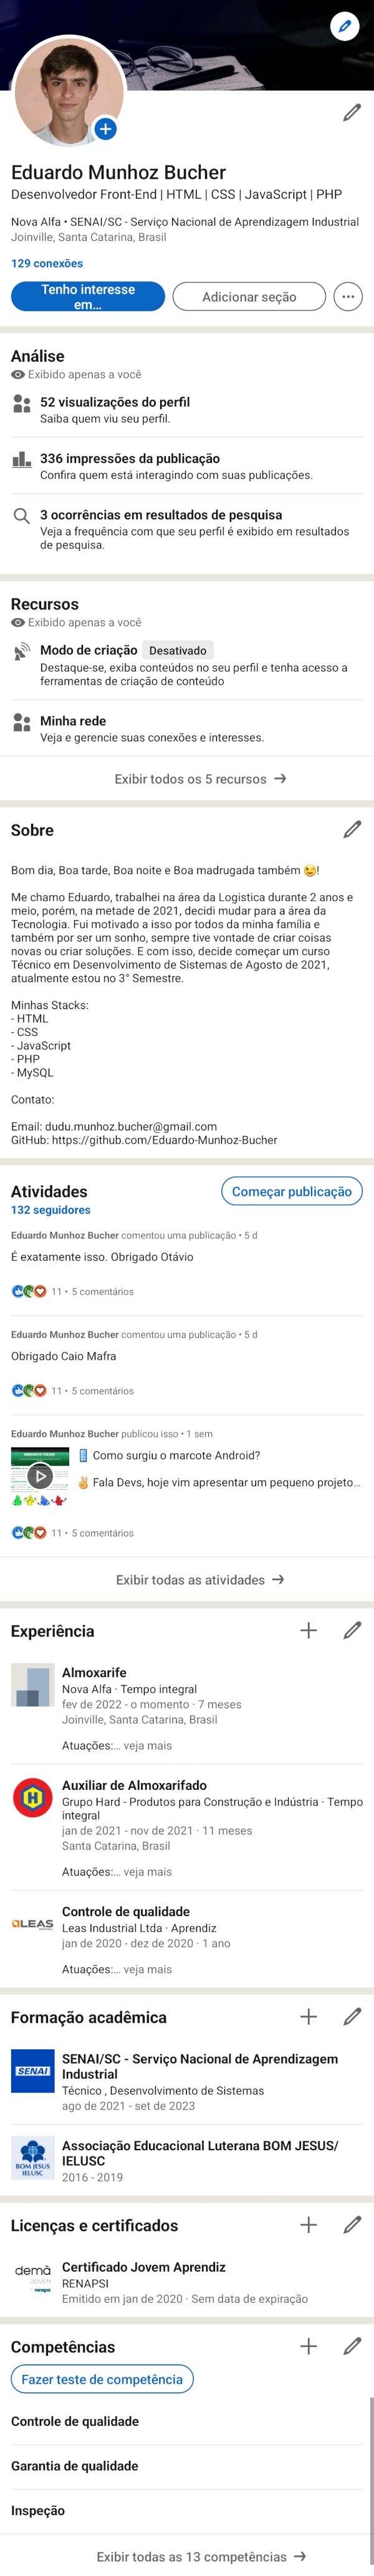 Eduardo Munhoz Bucher
Desenvolvedor Front-End | HTML | CSS | JavaScript | PHP
Nova Alfa • SENAI/SC - Serviço Nacional de Aprendizagem Industrial
Joinville, Santa Catarina, Brasil
129 conexões
Tenho interesse
em...
Adicionar seção
Análise
Exibido apenas a você
52 visualizações do perfil
Saiba quem viu seu perfil.
336 impressões da publicação
Confira quem está interagindo com suas publicações.
3 ocorrências em resultados de pesquisa
Veja a frequência com que seu perfil é exibido em resultados
de pesquisa.
Recursos
Exibido apenas a você
Modo de criação Desativado
Destaque-se, exiba conteúdos no seu perfil e tenha acesso a
ferramentas de criação de conteúdo
Minha rede
Veja e gerencie suas conexões e interesses.
Exibir todos os 5 recursos →
Sobre
Bom dia, Boa tarde, Boa noite e Boa madrugada também 😉!
Me chamo Eduardo, trabalhei na área da Logistica durante 2 anos e
meio, porém, na metade de 2021, decidi mudar para a área da
Tecnologia. Fui motivado a isso por todos da minha família e
também por ser um sonho, sempre tive vontade de criar coisas
novas ou criar soluções. E com isso, decide começar um curso
Técnico em Desenvolvimento de Sistemas de Agosto de 2021,
atualmente estou no 3° Semestre.
Minhas Stacks:
- HTML
- CSS
- JavaScript
- PHP
- MySQL
Contato:
Email: dudu.munhoz.bucher@gmail.com
GitHub: https://github.com/Eduardo-Munhoz-Bucher
Atividades
Começar publicação
132 seguidores
Eduardo Munhoz Bucher comentou uma publicação • 5 d
É exatamente isso. Obrigado Otávio
11 • 5 comentários
Eduardo Munhoz Bucher comentou uma publicação • 5 d
Obrigado Caio Mafra
11 • 5 comentários
Eduardo Munhoz Bucher publicou isso • 1 sem
📱 Como surgiu o marcote Android?
✌ Fala Devs, hoje vim apresentar um pequeno projeto...
11 • 5 comentários
Exibir todas as atividades →
Experiência
Almoxarife
Nova Alfa · Tempo integral
fev de 2022 - o momento · 7 meses
Joinville, Santa Catarina, Brasil
Atuações:... veja mais
Auxiliar de Almoxarifado
Grupo Hard - Produtos para Construção e Indústria · Tempo
integral
jan de 2021 - nov de 2021 · 11 meses
Santa Catarina, Brasil
Atuações:... veja mais
LEAS
Controle de qualidade
Leas Industrial Ltda · Aprendiz
jan de 2020 - dez de 2020 · 1 ano
Atuações:... veja mais
Formação acadêmica
SENAI
SENAI/SC - Serviço Nacional de Aprendizagem
Industrial
Técnico , Desenvolvimento de Sistemas
ago de 2021 - set de 2023
BOM JESUS
IELUSC
Associação Educacional Luterana BOM JESUS/
IELUSC
2016 - 2019
Licenças e certificados
demà
JOVEM
renapsi
Certificado Jovem Aprendiz
RENAPSI
Emitido em jan de 2020 · Sem data de expiração
Competências
Fazer teste de competência
Controle de qualidade
Garantia de qualidade
Inspeção
Exibir todas as 13 competências →